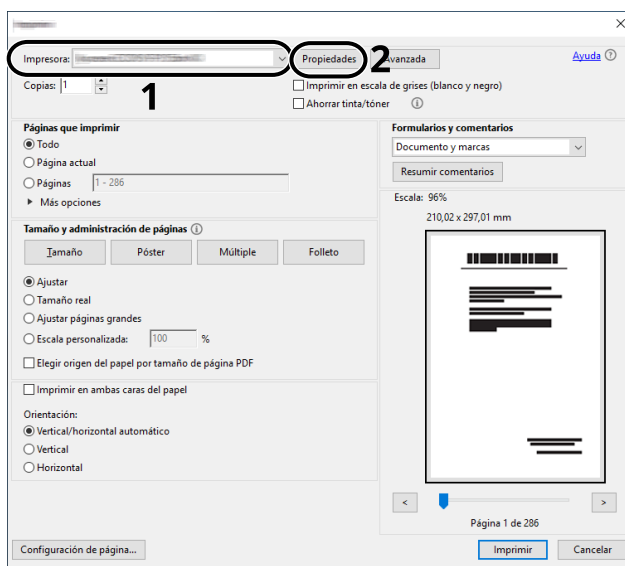 Impresora:
Propiedades
2
Avanzada
Ayuda
Copias: 1
1
Imprimir en escala de grises (blanco y negro)
Ahorrar tinta/tóner
Páginas que imprimir
Todo
Página actual
Páginas 1 - 286
Más opciones
Formularios y comentarios
Documento y marcas
Resumir comentarios
Escala: 96%
210,02 x 297,01 mm
Tamaño y administración de páginas
Tamaño Póster Múltiple Folleto
Ajustar
Tamaño real
Ajustar páginas grandes
Escala personalizada: 100 %
Elegir origen del papel por tamaño de página PDF
Imprimir en ambas caras del papel
Orientación:
Vertical/horizontal automático
Vertical
Horizontal
< >
Página 1 de 286
Configuración de página...
Imprimir Cancelar